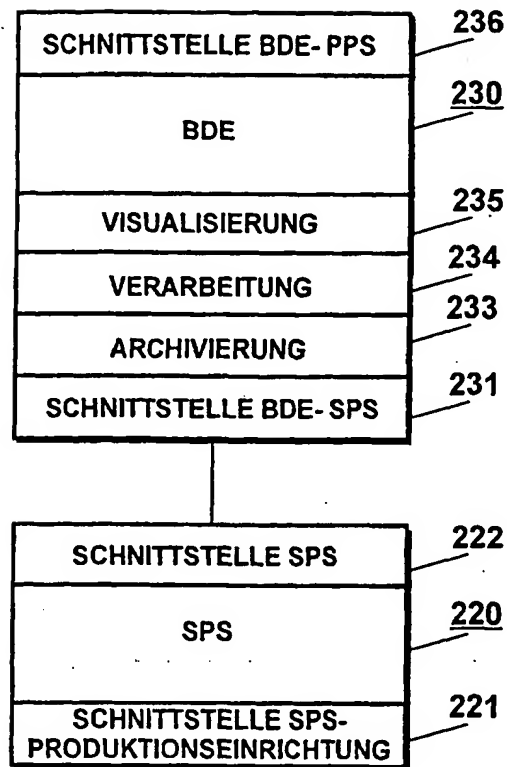 SCHNITTSTELLE BDE- PPS 236
BDE 230
VISUALISIERUNG 235
VERARBEITUNG 234
ARCHIVIERUNG 233
SCHNITTSTELLE BDE- SPS 231
SCHNITTSTELLE SPS 222
SPS 220
SCHNITTSTELLE SPS-
PRODUKTIONSEINRICHTUNG 221